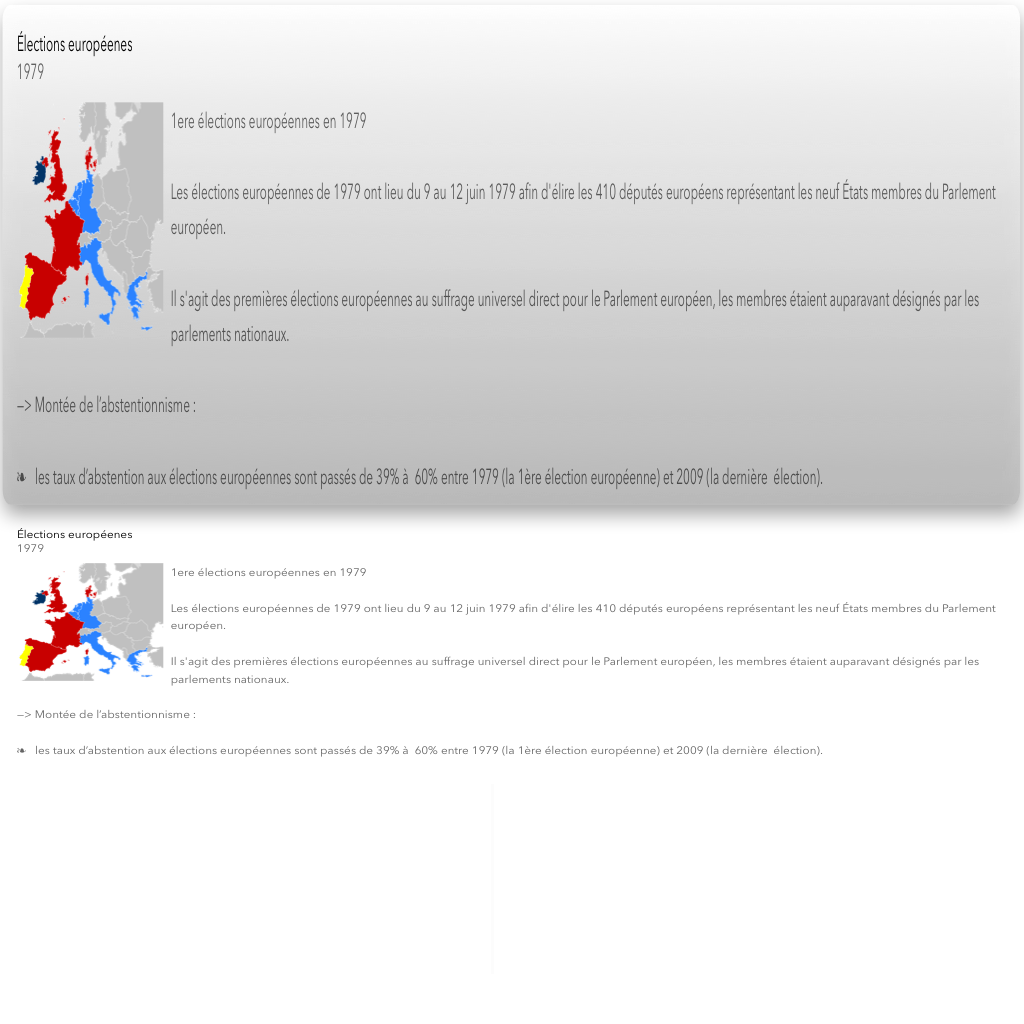 Élections europénes
1979
1ere élections européennes en 1979
Les élections européennes de 1979 ont lieu du 9 au 12 juin 1979 afin d'élire les 410 députés européens représentant les neuf États membres du Parlement
européen.
Il s'agit des premières élections européennes au suffrage universel direct pour le Parlement européen, les membres étaient auparavant désignés par les
parlements nationaux.
—> Montée de l’abstentionnisme :
❧ les taux d’abstention aux élections européennes sont passés de 39% à 60% entre 1979 (la 1ère élection européenne) et 2009 (la dernière élection).
Élections europénes
1979
1ere élections européennes en 1979
Les élections européennes de 1979 ont lieu du 9 au 12 juin 1979 afin d'élire les 410 députés européens représentant les neuf États membres du Parlement
européen.
Il s'agit des premières élections européennes au suffrage universel direct pour le Parlement européen, les membres étaient auparavant désignés par les
parlements nationaux.
—> Montée de l’abstentionnisme :
❧ les taux d’abstention aux élections européennes sont passés de 39% à 60% entre 1979 (la 1ère élection européenne) et 2009 (la dernière élection).